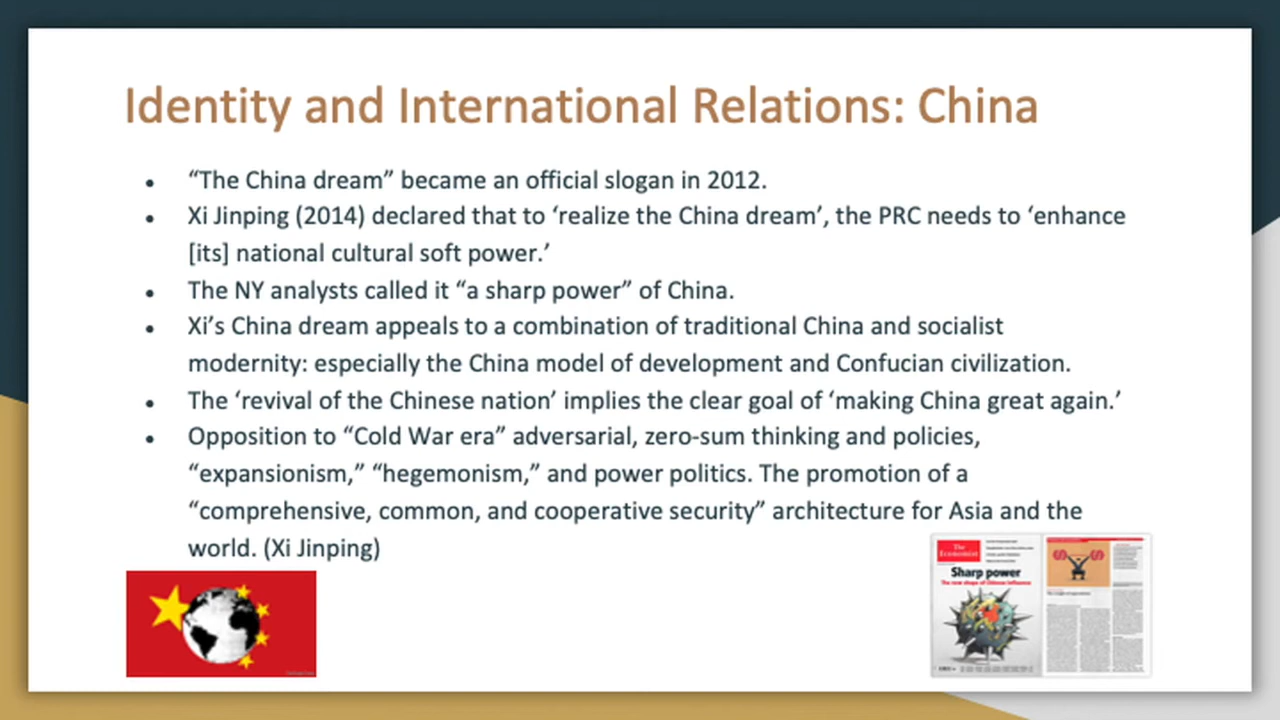 Identity and International Relations: China
• “The China dream” became an official slogan in 2012.
• Xi Jinping (2014) declared that to ‘realize the China dream’, the PRC needs to ‘enhance
[its] national cultural soft power.’
• The NY analysts called it “a sharp power” of China.
• Xi’s China dream appeals to a combination of traditional China and socialist
modernity: especially the China model of development and Confucian civilization.
• The ‘revival of the Chinese nation’ implies the clear goal of ‘making China great again.’
• Opposition to “Cold War era” adversarial, zero-sum thinking and policies,
“expansionism,” “hegemonism,” and power politics. The promotion of a
“comprehensive, common, and cooperative security” architecture for Asia and the
world. (Xi Jinping)
The
Economist
Sharp power
The new shape of Chinese influence